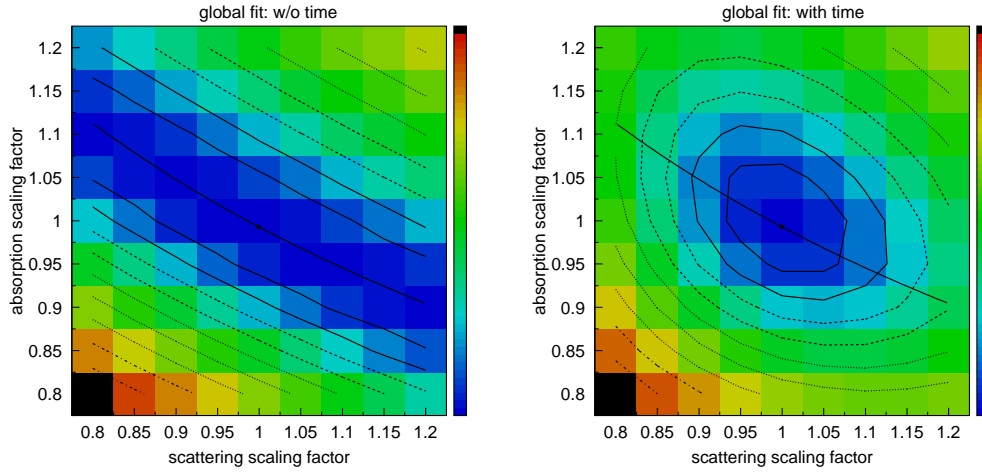 global fit: w/o time
absorption scaling factor
1.2
1.15
1.1
1.05
1
0.95
0.9
0.85
0.8
0.8 0.85 0.9 0.95 1 1.05 1.1 1.15 1.2
scattering scaling factor
global fit: with time
absorption scaling factor
1.2
1.15
1.1
1.05
1
0.95
0.9
0.85
0.8
0.8 0.85 0.9 0.95 1 1.05 1.1 1.15 1.2
scattering scaling factor